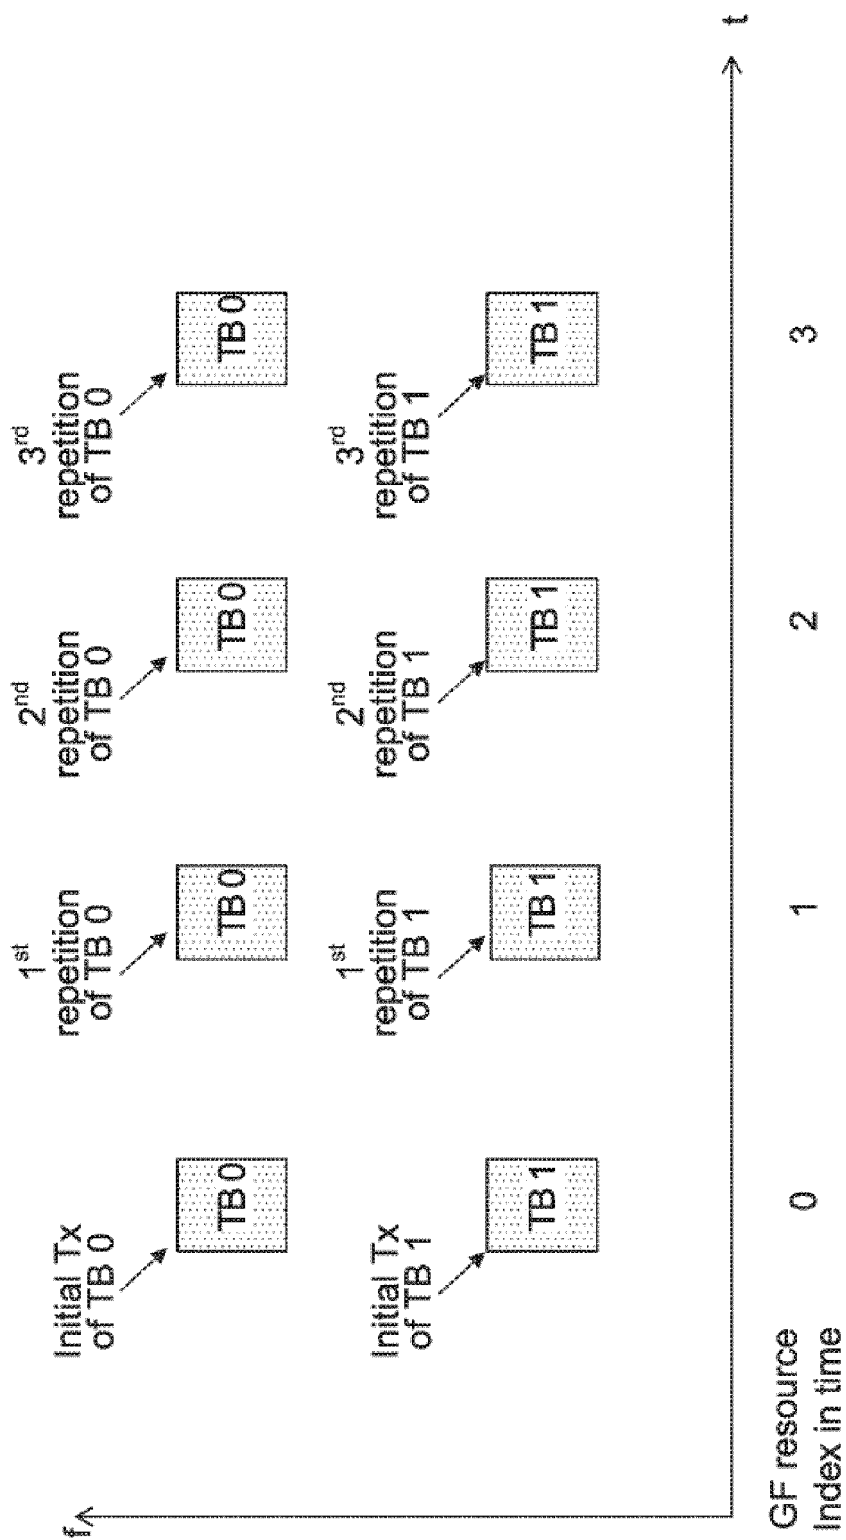 f
Initial Tx
of TB 0
1st
repetition
of TB 0
2nd
repetition
of TB 0
3rd
repetition
of TB 0
TB 0
TB 0
TB 0
TB 0
Initial Tx
of TB 1
1st
repetition
of TB 1
2nd
repetition
of TB 1
3rd
repetition
of TB 1
TB 1
TB 1
TB 1
TB 1
t
GF resource
Index in time
0
1
2
3